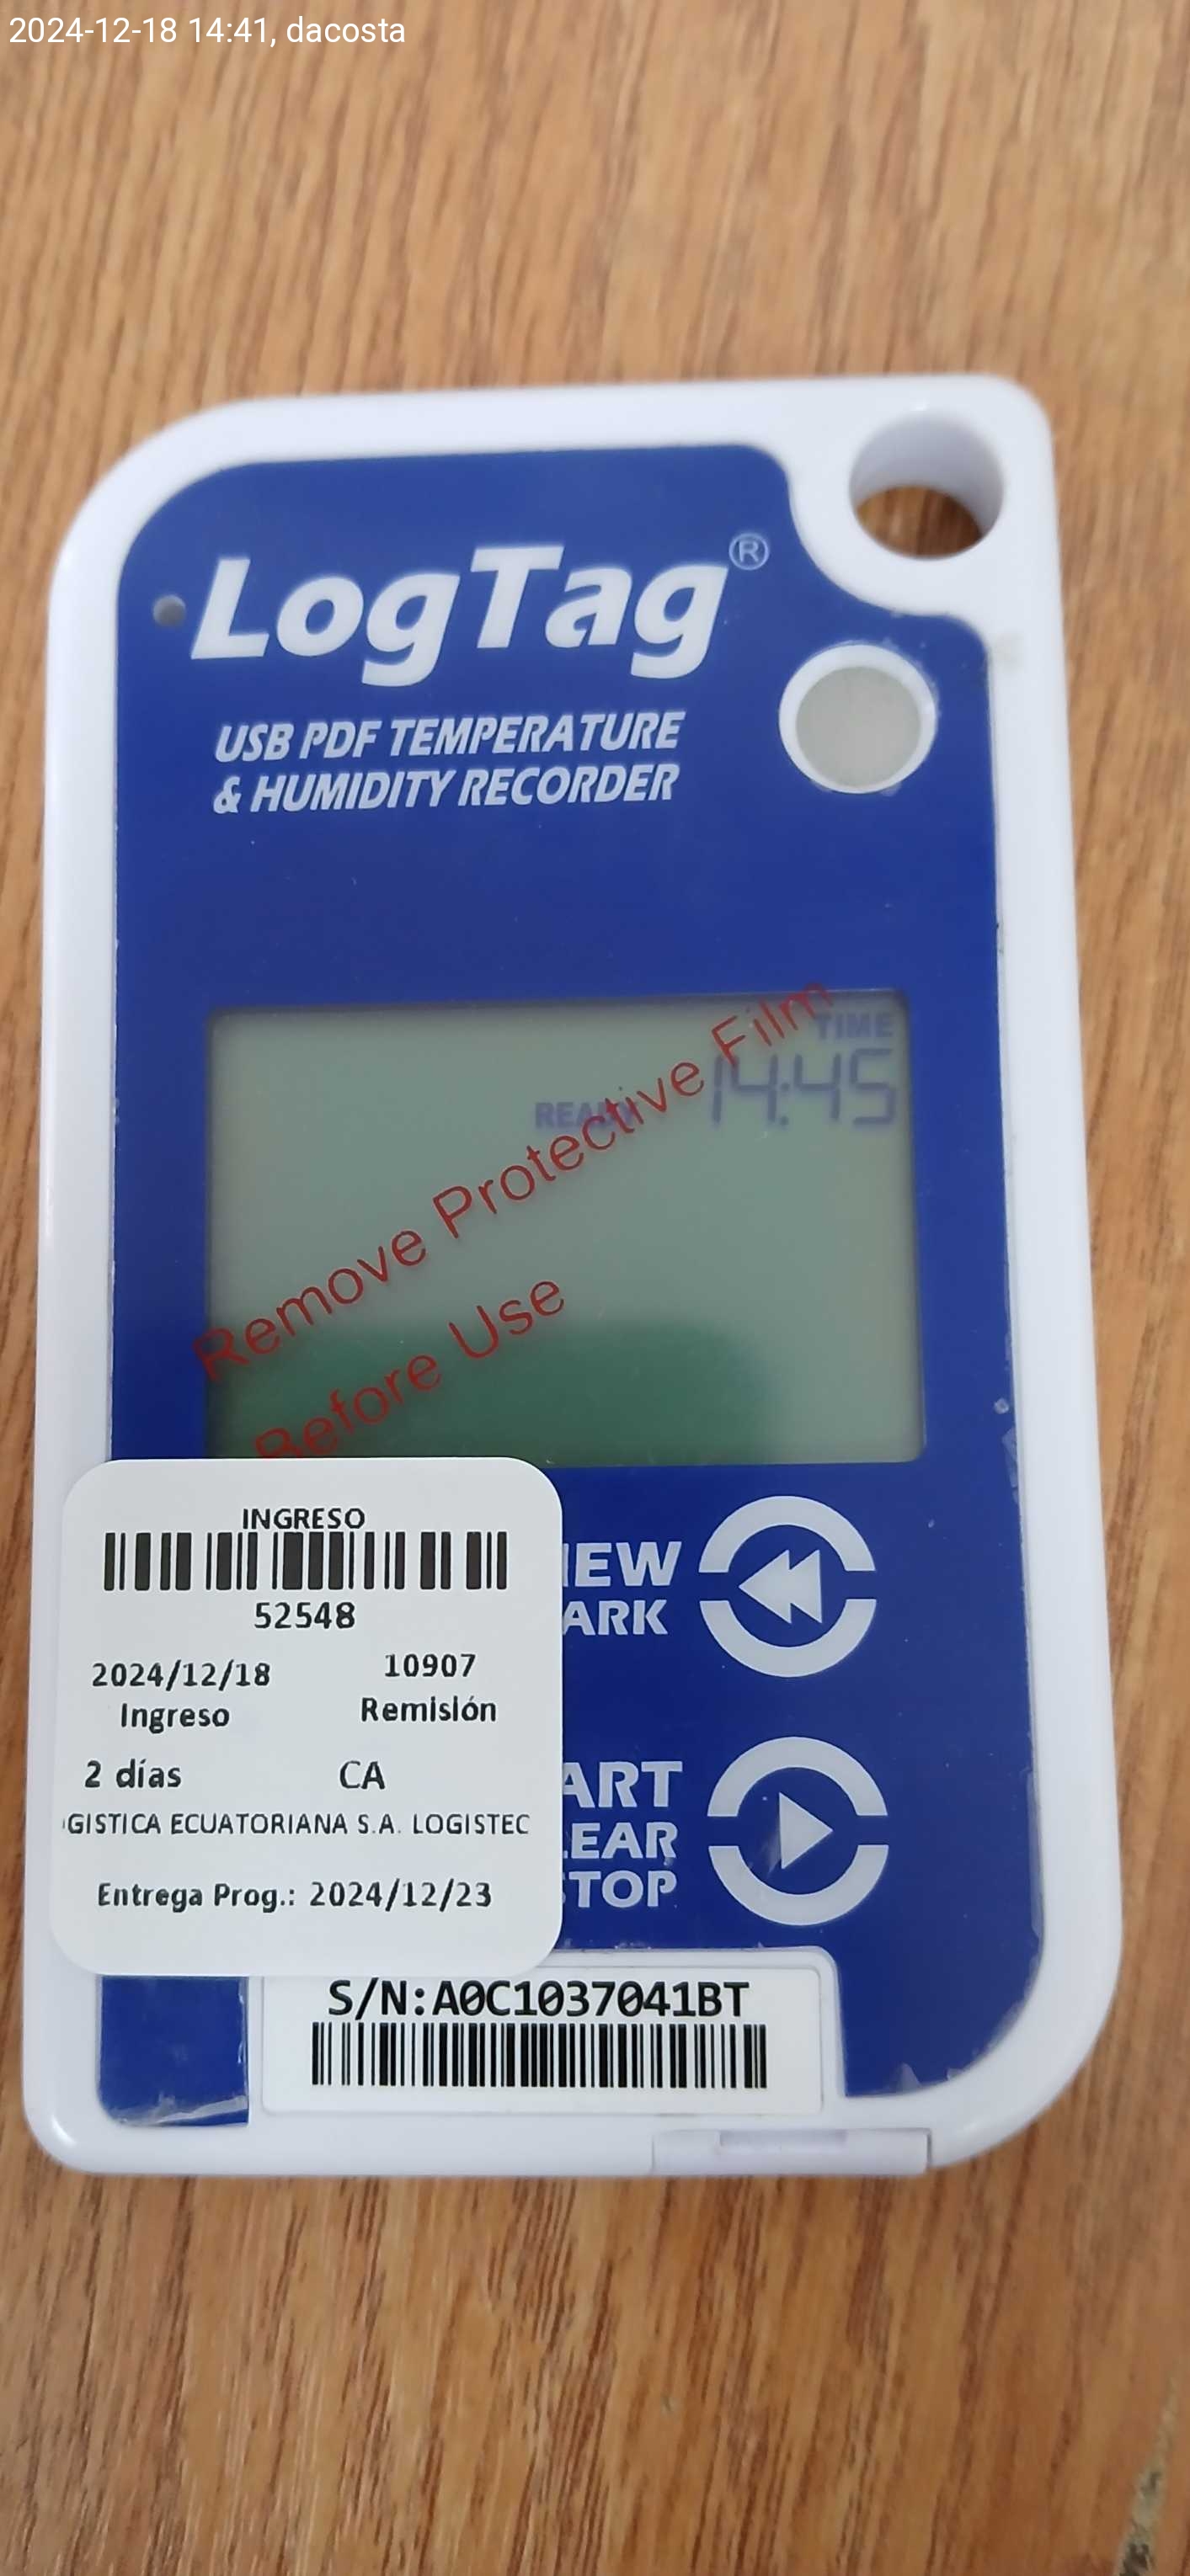 2024-12-18 14:41, dacosta
LogTag®
USB PDF TEMPERATURE
& HUMIDITY RECORDER
TIME
14:45
READY
Remove Protective Film
Before Use
INGRESO
52548
2024/12/18
10907
Ingreso
Remisión
2 días
CA
GISTICA ECUATORIANA S.A. LOGISTEC
Entrega Prog.: 2024/12/23
IEW
ARK
ART
EAR
STOP
S/N:A0C1037041BT